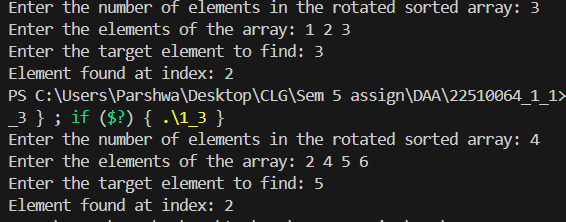 Enter the number of elements in the rotated sorted array: 3
Enter the elements of the array: 1 2 3
Enter the target element to find: 3
Element found at index: 2
PS C:\Users\Parshwa\Desktop\CLG\Sem 5 assign\DAA\22510064_1_1>
_3 } ; if ($?) { .\1_3 }
Enter the number of elements in the rotated sorted array: 4
Enter the elements of the array: 2 4 5 6
Enter the target element to find: 5
Element found at index: 2